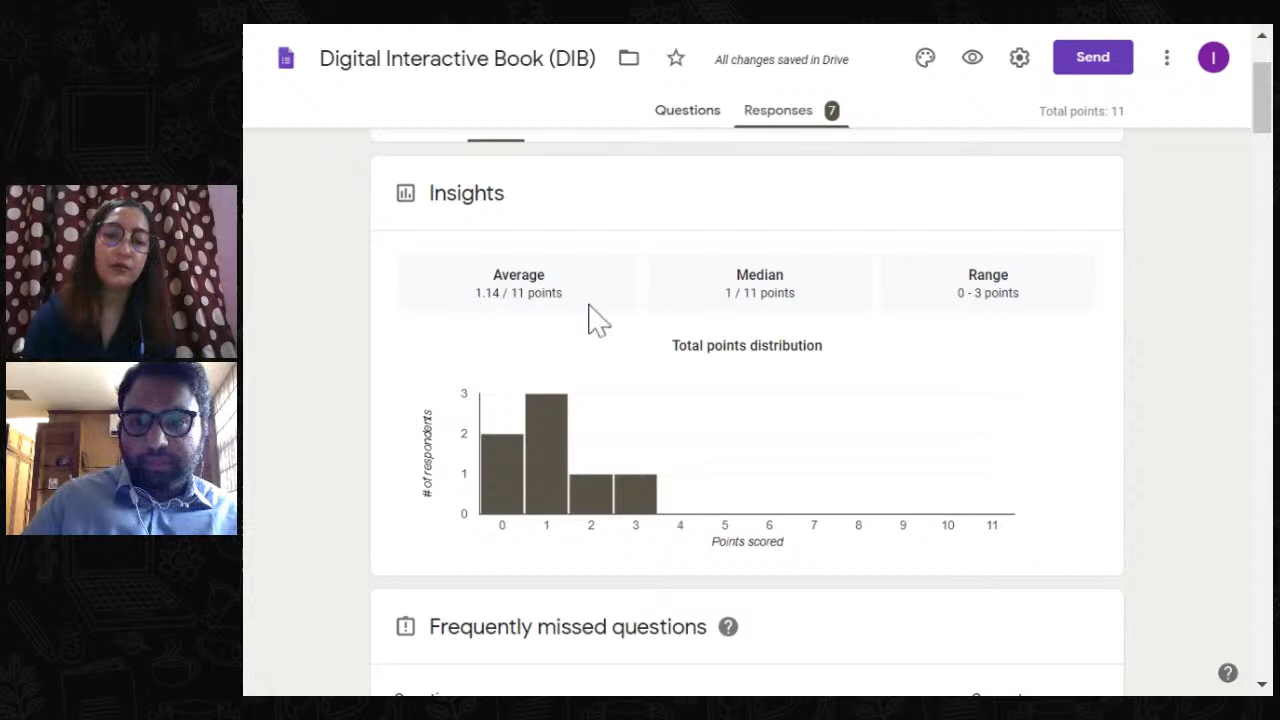 Digital Interactive Book (DIB)
All changes saved in Drive
Send
I
Questions
Responses 7
Total points: 11
Insights
Average
1.14 / 11 points
Median
1 / 11 points
Range
0 - 3 points
Total points distribution
# of respondents
3
2
1
0
0 1 2 3 4 5 6 7 8 9 10 11
Points scored
Frequently missed questions